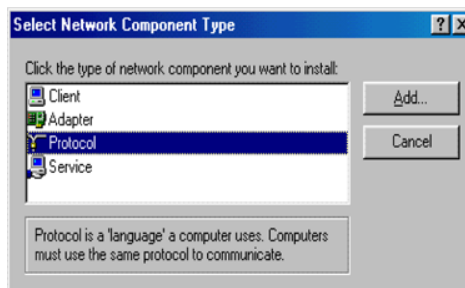 Select Network Component Type
Click the type of network component you want to install:
Client
Adapter
Protocol
Service
Add...
Cancel
Protocol is a 'language' a computer uses. Computers
must use the same protocol to communicate.